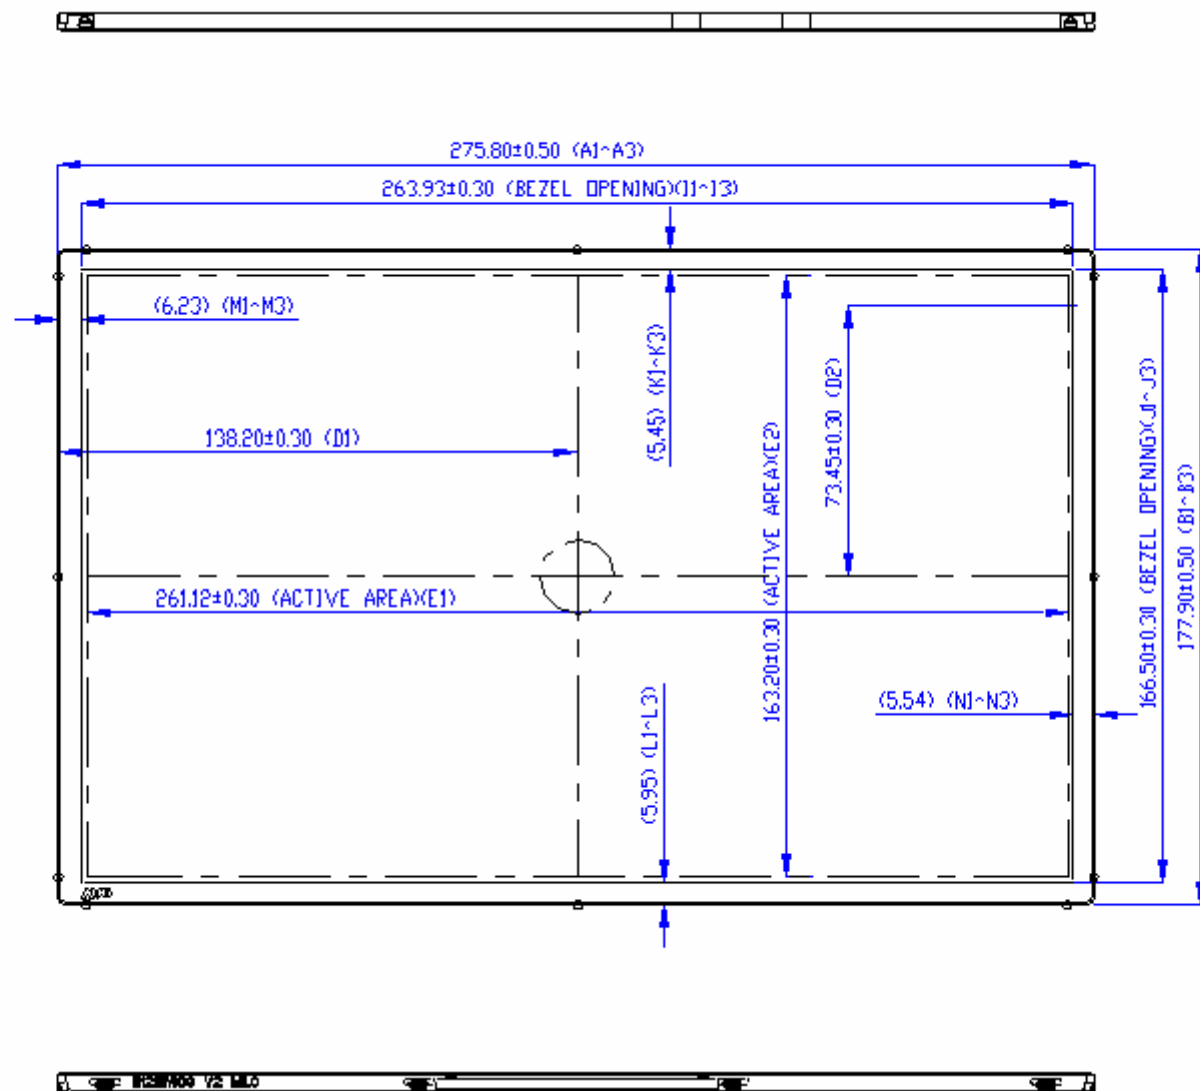 275.80±0.50 (A1~A3)
263.93±0.30 (BEZEL OPENING)(I1~I3)
(6.23) (M1~M3)
(5.45) (K1~K3)
73.45±0.30 (D2)
138.20±0.30 (D1)
163.20±0.30 (ACTIVE AREA)(E2)
166.50±0.30 (BEZEL OPENING)(J1~J3)
177.90±0.50 (B1~B3)
261.12±0.30 (ACTIVE AREA)(E1)
(5.54) (N1~N3)
(5.95) (L1~L3)